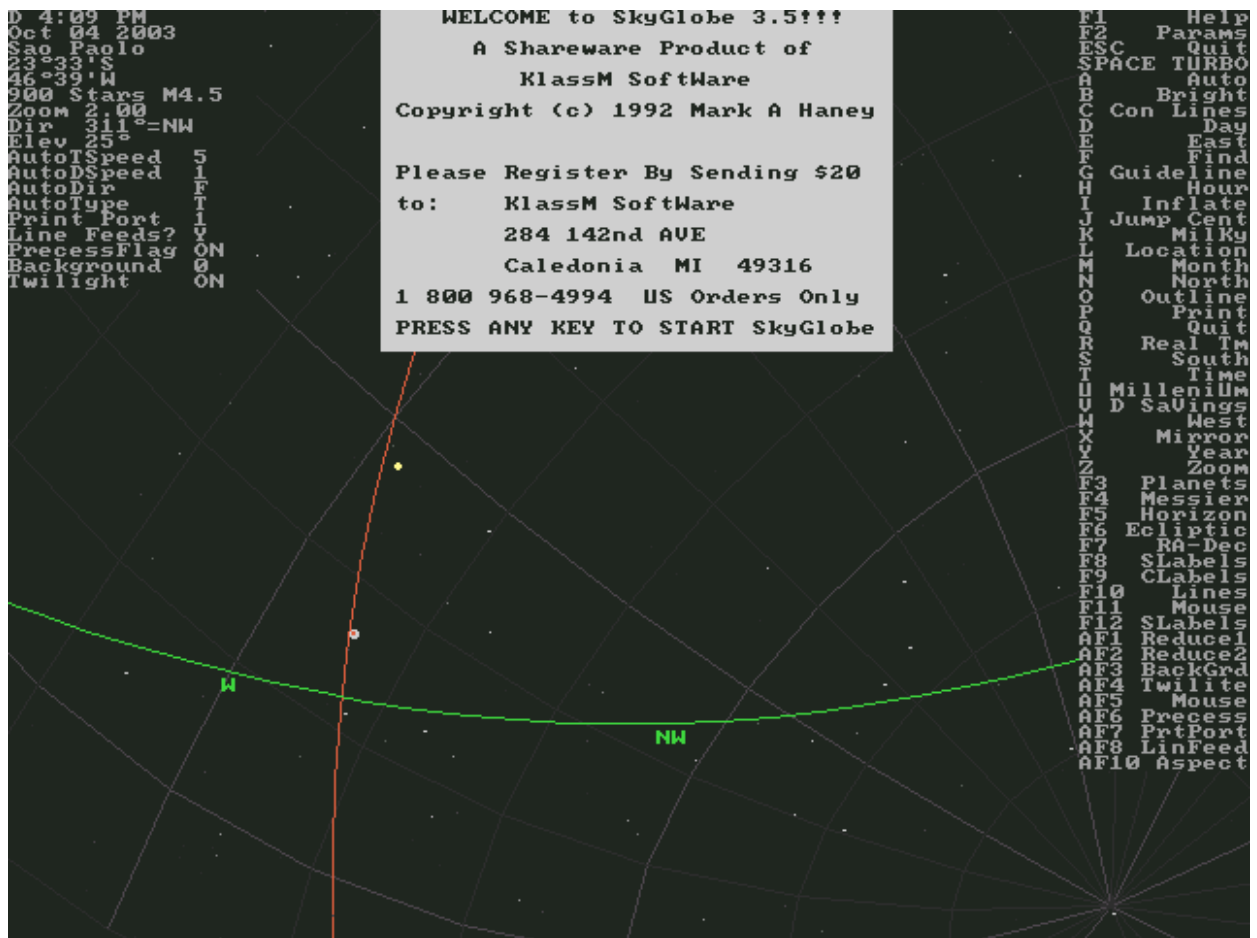 D 4:09 PM
Oct 04 2003
Sao Paolo
23°33'S
46°39'W
900 Stars M4.5
Zoom 2.00
Dir 311°=NW
Elev 25°
AutoTSpeed 5
AutoDSpeed 1
AutoDir F
AutoType T
Print Port 1
Line Feeds? Y
PrecessFlag ON
Background 0
Twilight ON
WELCOME to SkyGlobe 3.5!!!
A Shareware Product of
KlassM SoftWare
Copyright (c) 1992 Mark A Haney
Please Register By Sending $20
to: KlassM SoftWare
284 142nd AVE
Caledonia MI 49316
1 800 968-4994 US Orders Only
PRESS ANY KEY TO START SkyGlobe
F1 Help
F2 Params
ESC Quit
SPACE TURBO
A Auto
B Bright
C Con Lines
D Day
E East
F Find
G Guideline
H Hour
I Inflate
J Jump Cent
K MilKy
L Location
M Month
N North
O Outline
P Print
Q Quit
R Real Tm
S South
T Time
U MilleniUm
V D SaVings
W West
X Mirror
Y Year
Z Zoom
F3 Planets
F4 Messier
F5 Horizon
F6 Ecliptic
F7 RA-Dec
F8 SLabels
F9 CLabels
F10 Lines
F11 Mouse
F12 SLabels
AF1 Reduce1
AF2 Reduce2
AF3 BackGrd
AF4 Twilite
AF5 Mouse
AF6 Precess
AF7 PrtPort
AF8 LinFeed
AF10 Aspect
W
NW